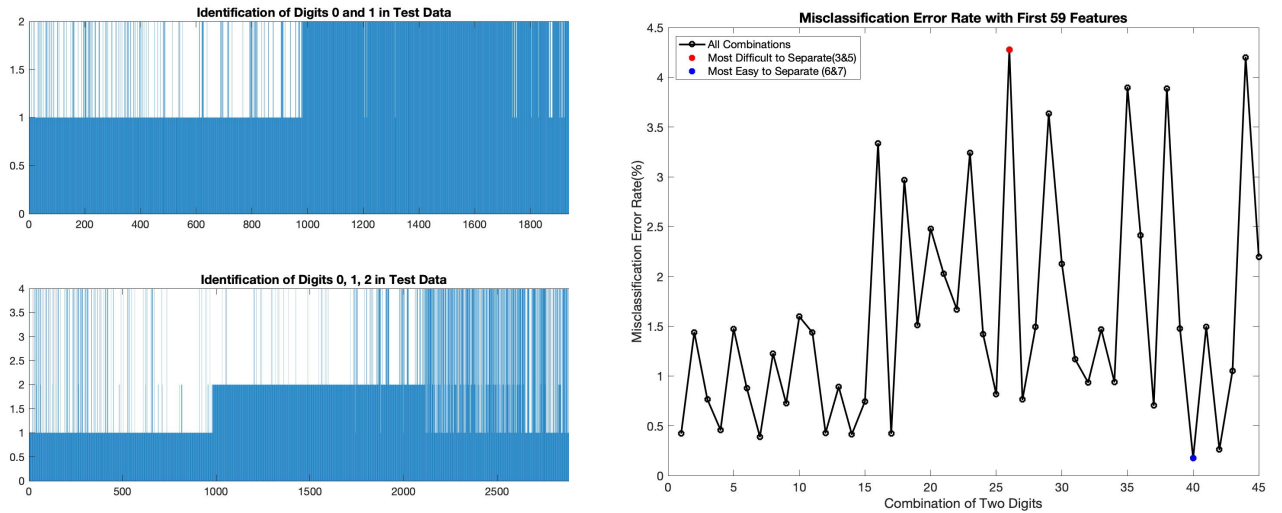 Identification of Digits 0 and 1 in Test Data
2
1.5
1
0.5
0
0 200 400 600 800 1000 1200 1400 1600 1800
Identification of Digits 0, 1, 2 in Test Data
4
3.5
3
2.5
2
1.5
1
0.5
0
0 500 1000 1500 2000 2500
Misclassification Error Rate with First 59 Features
All Combinations
Most Difficult to Separate(3&5)
Most Easy to Separate (6&7)
Misclassification Error Rate(%)
4.5
4
3.5
3
2.5
2
1.5
1
0.5
0
0 5 10 15 20 25 30 35 40 45
Combination of Two Digits